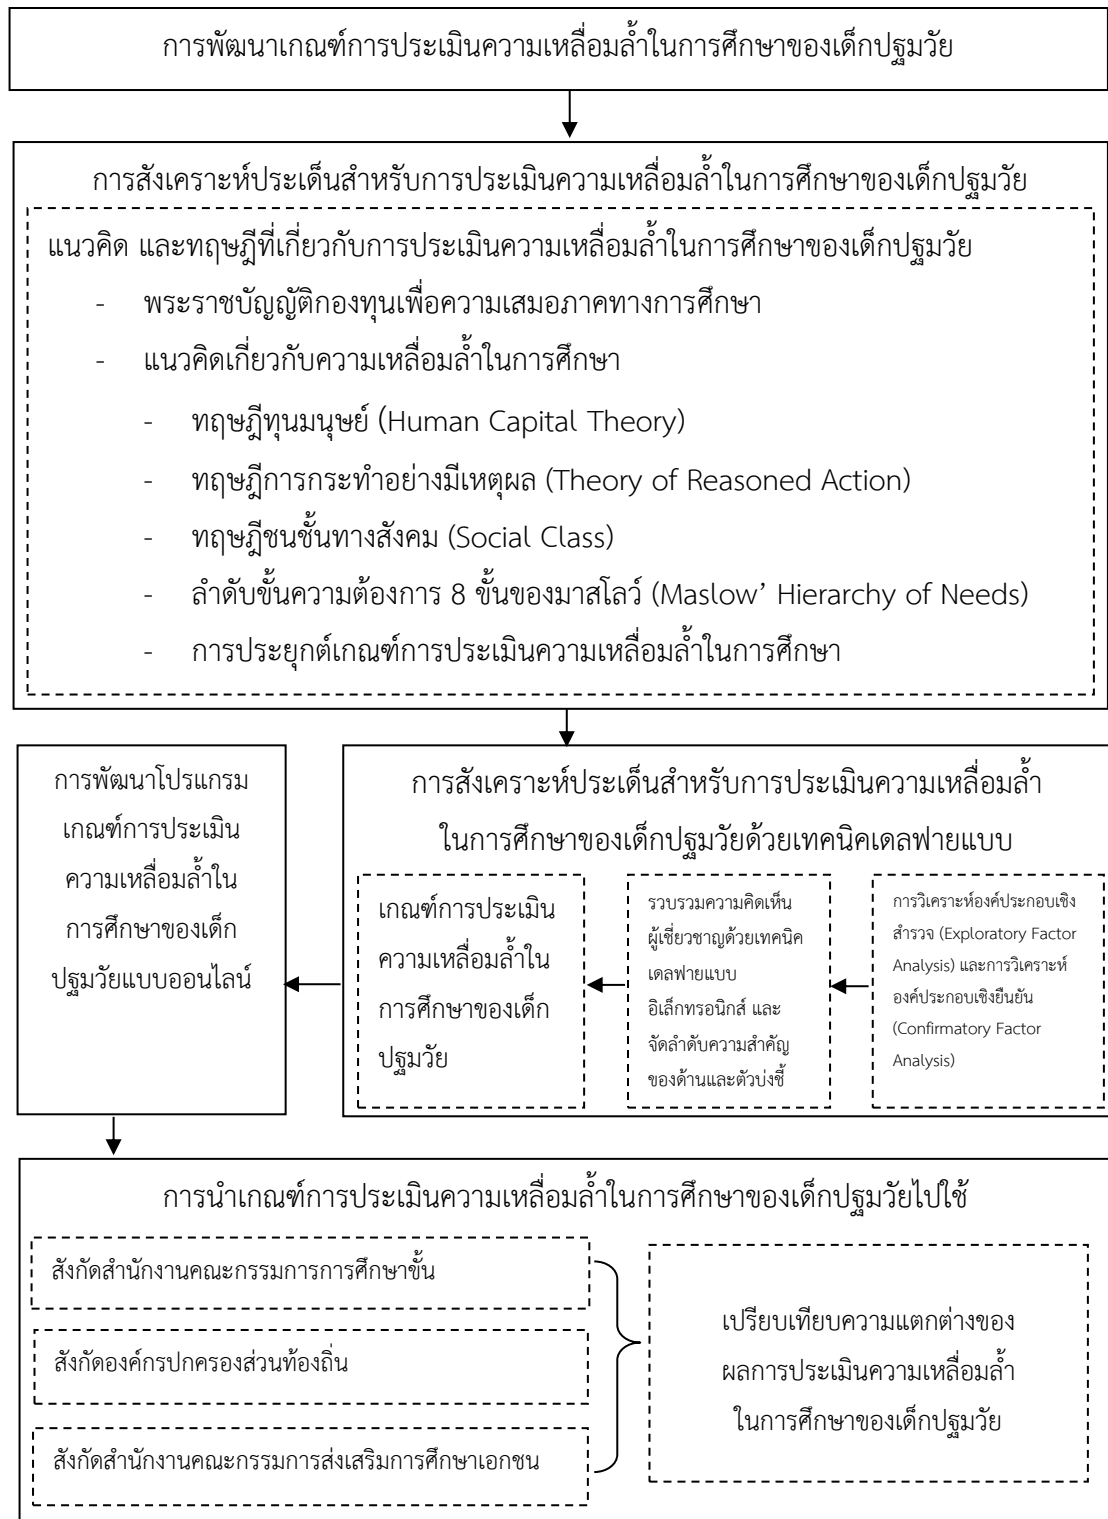 การพัฒนาเกณฑ์การประเมินความเหลื่อมล้ำในการศึกษาของเด็กปฐมวัย
การสังเคราะห์ประเด็นสำหรับการประเมินความเหลื่อมล้ำในการศึกษาของเด็กปฐมวัย
แนวคิด และทฤษฎีที่เกี่ยวกับการประเมินความเหลื่อมล้ำในการศึกษาของเด็กปฐมวัย
- พระราชบัญญัติกองทุนเพื่อความเสมอภาคทางการศึกษา
- แนวคิดเกี่ยวกับความเหลื่อมล้ำในการศึกษา
- ทฤษฎีทุนมนุษย์ (Human Capital Theory)
- ทฤษฎีการกระทำอย่างมีเหตุผล (Theory of Reasoned Action)
- ทฤษฎีชนชั้นทางสังคม (Social Class)
- ลำดับขั้นความต้องการ 8 ขั้นของมาสโลว์ (Maslow' Hierarchy of Needs)
- การประยุกต์เกณฑ์การประเมินความเหลื่อมล้ำในการศึกษา
การพัฒนาโปรแกรม
เกณฑ์การประเมิน
ความเหลื่อมล้ำใน
การศึกษาของเด็ก
ปฐมวัยแบบออนไลน์
การสังเคราะห์ประเด็นสำหรับการประเมินความเหลื่อมล้ำ
ในการศึกษาของเด็กปฐมวัยด้วยเทคนิคเดลฟายแบบ
เกณฑ์การประเมิน
ความเหลื่อมล้ำใน
การศึกษาของเด็ก
ปฐมวัย
รวบรวมความคิดเห็น
ผู้เชี่ยวชาญด้วยเทคนิค
เดลฟายแบบ
อิเล็กทรอนิกส์ และ
จัดลำดับความสำคัญ
ของด้านและตัวบ่งชี้
การวิเคราะห์องค์ประกอบเชิง
สำรวจ (Exploratory Factor
Analysis) และการวิเคราะห์
องค์ประกอบเชิงยืนยัน
(Confirmatory Factor
Analysis)
การนำเกณฑ์การประเมินความเหลื่อมล้ำในการศึกษาของเด็กปฐมวัยไปใช้
สังกัดสำนักงานคณะกรรมการการศึกษาขั้น
สังกัดองค์กรปกครองส่วนท้องถิ่น
สังกัดสำนักงานคณะกรรมการส่งเสริมการศึกษาเอกชน
เปรียบเทียบความแตกต่างของ
ผลการประเมินความเหลื่อมล้ำ
ในการศึกษาของเด็กปฐมวัย